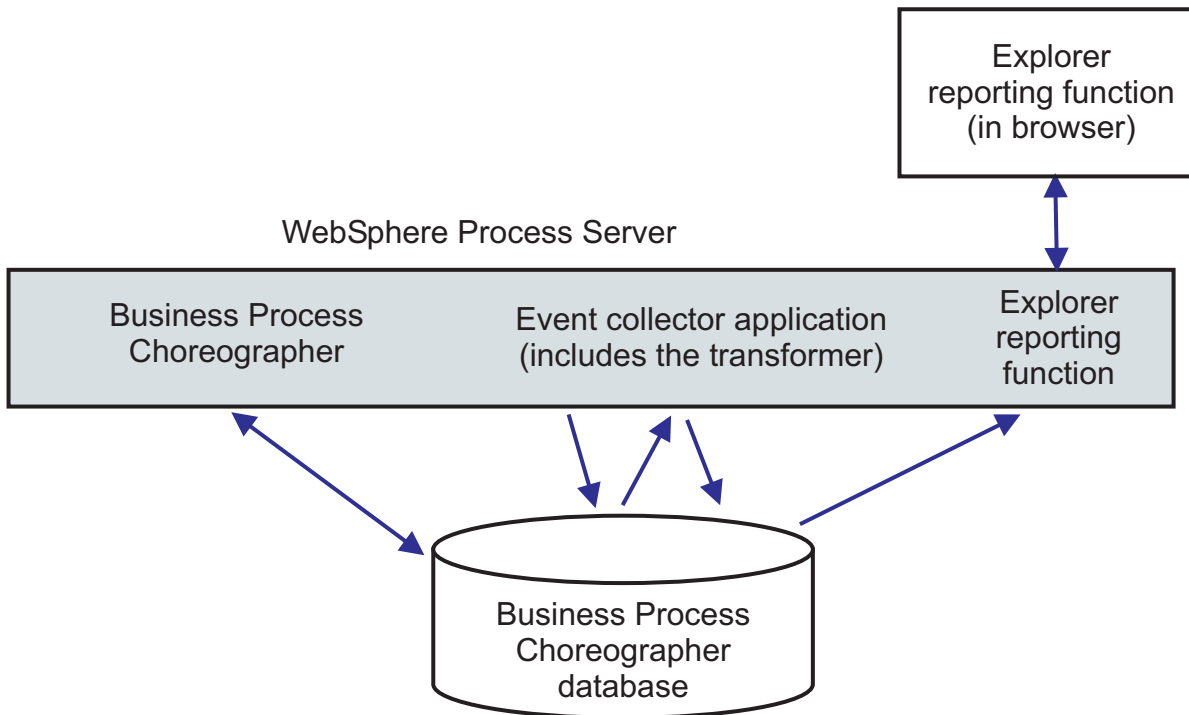 Explorer
reporting function
(in browser)
WebSphere Process Server
Business Process
Choreographer
Event collector application
(includes the transformer)
Explorer
reporting
function
Business Process
Choreographer
database